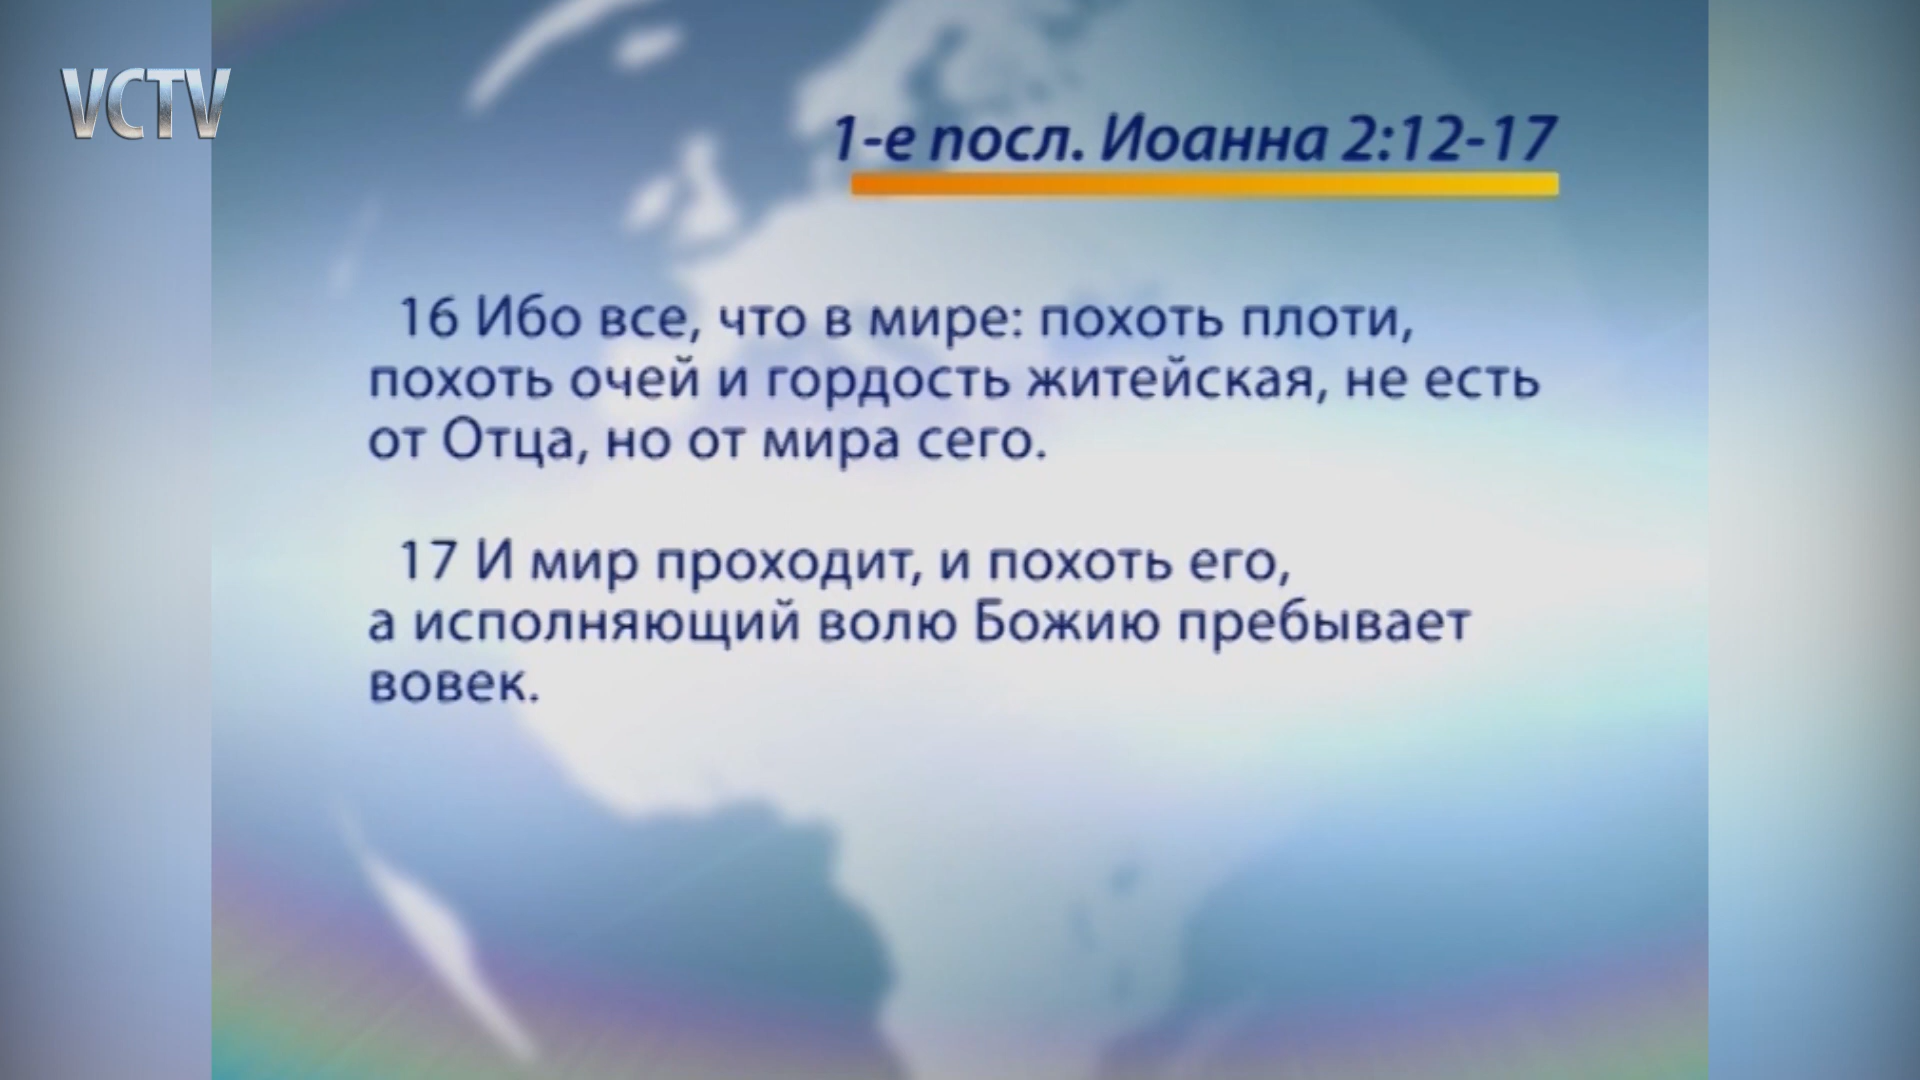 VCTV
1-е посл. Иоанна 2:12-17
16 Ибо все, что в мире: похоть плоти,
похоть очей и гордость житейская, не есть
от Отца, но от мира сего.
17 И мир проходит, и похоть его,
а исполняющий волю Божию пребывает
вовек.